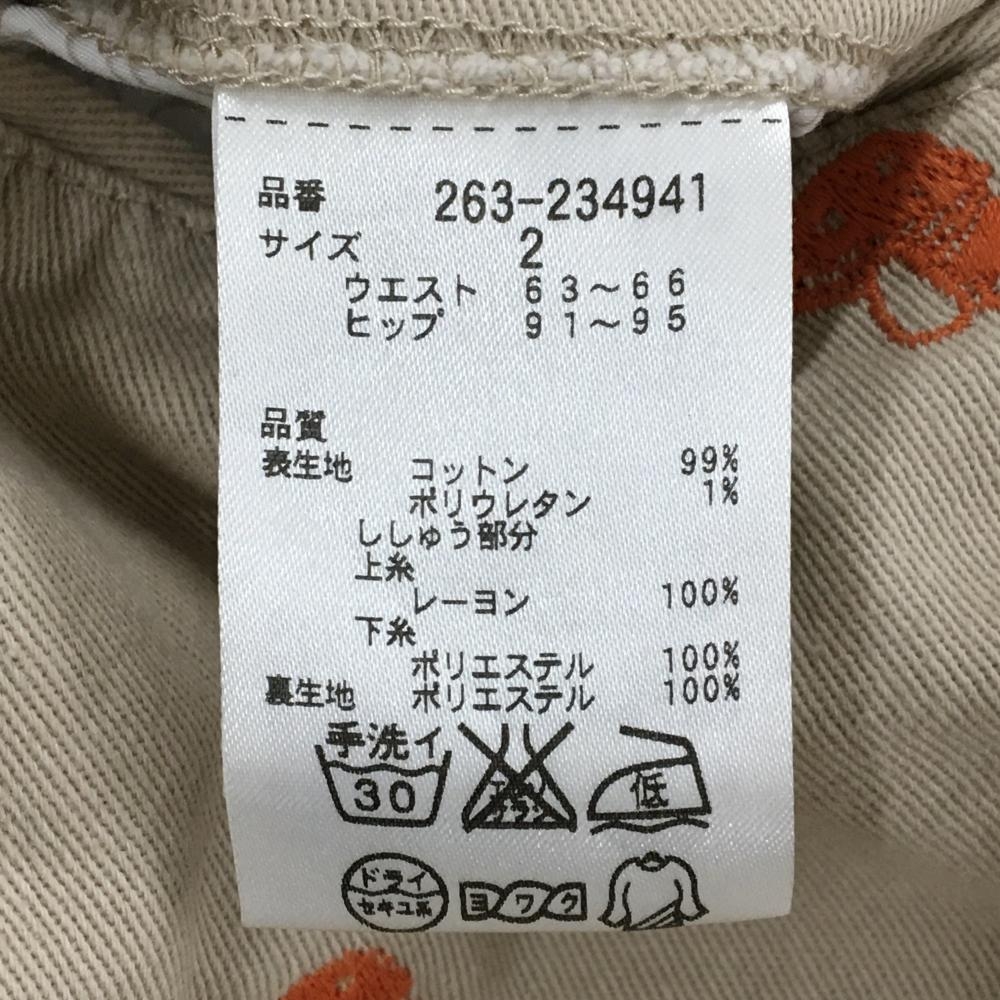 品番 263-234941
サイズ 2
ウエスト 63〜66
ヒップ 91〜95
品質
表生地 コットン 99%
ポリウレタン 1%
ししゅう部分
上糸
レーヨン 100%
下糸
ポリエステル 100%
裏生地 ポリエステル 100%
手洗イ
30
低
ドライ
セキユ系
ヨワク